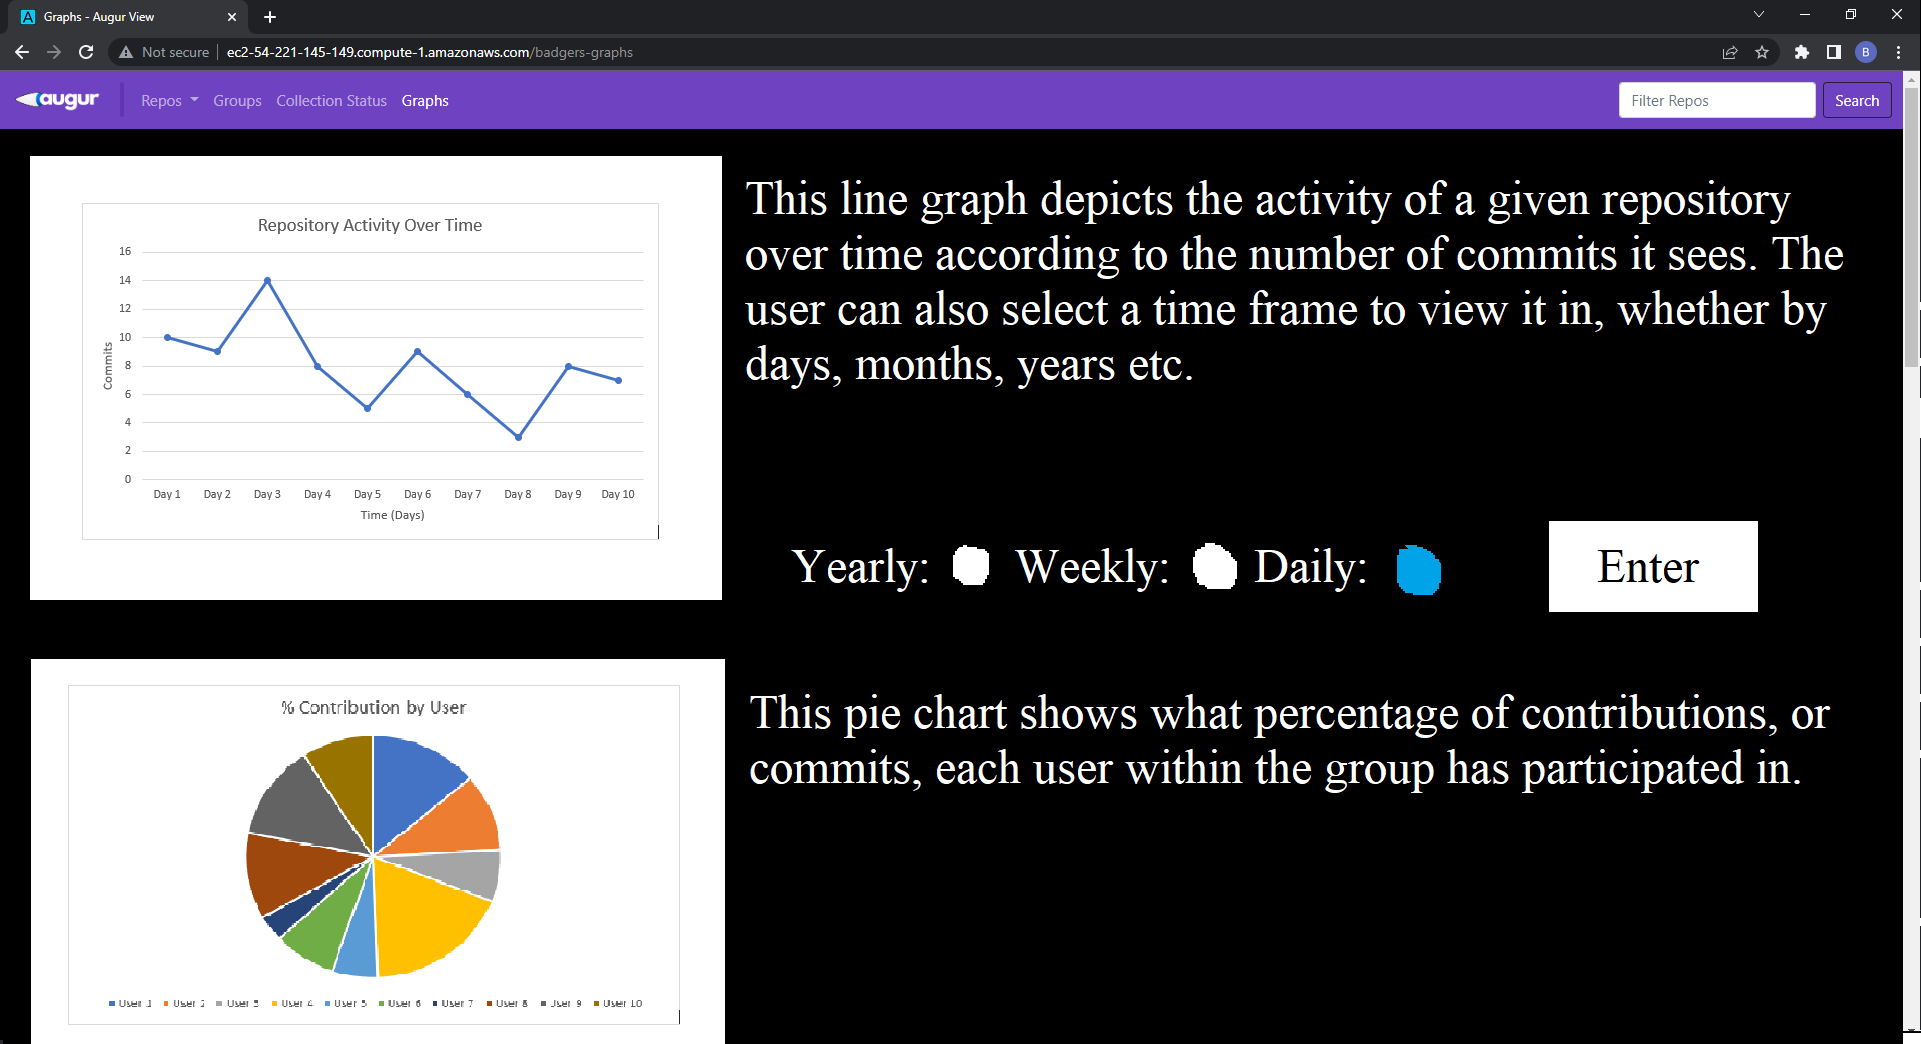 A Graphs - Augur View
Not secure ec2-54-221-145-149.compute-1.amazonaws.com/badgers-graphs
B
augur Repos Groups Collection Status Graphs Filter Repos Search
Repository Activity Over Time
16
14
12
10
8
6
4
2
0
Commits
Day 1 Day 2 Day 3 Day 4 Day 5 Day 6 Day 7 Day 8 Day 9 Day 10
Time (Days)
This line graph depicts the activity of a given repository
over time according to the number of commits it sees. The
user can also select a time frame to view it in, whether by
days, months, years etc.
Yearly: Weekly: Daily: Enter
% Contribution by User
User 1 User 2 User 3 User 4 User 5 User 6 User 7 User 8 User 9 User 10
This pie chart shows what percentage of contributions, or
commits, each user within the group has participated in.